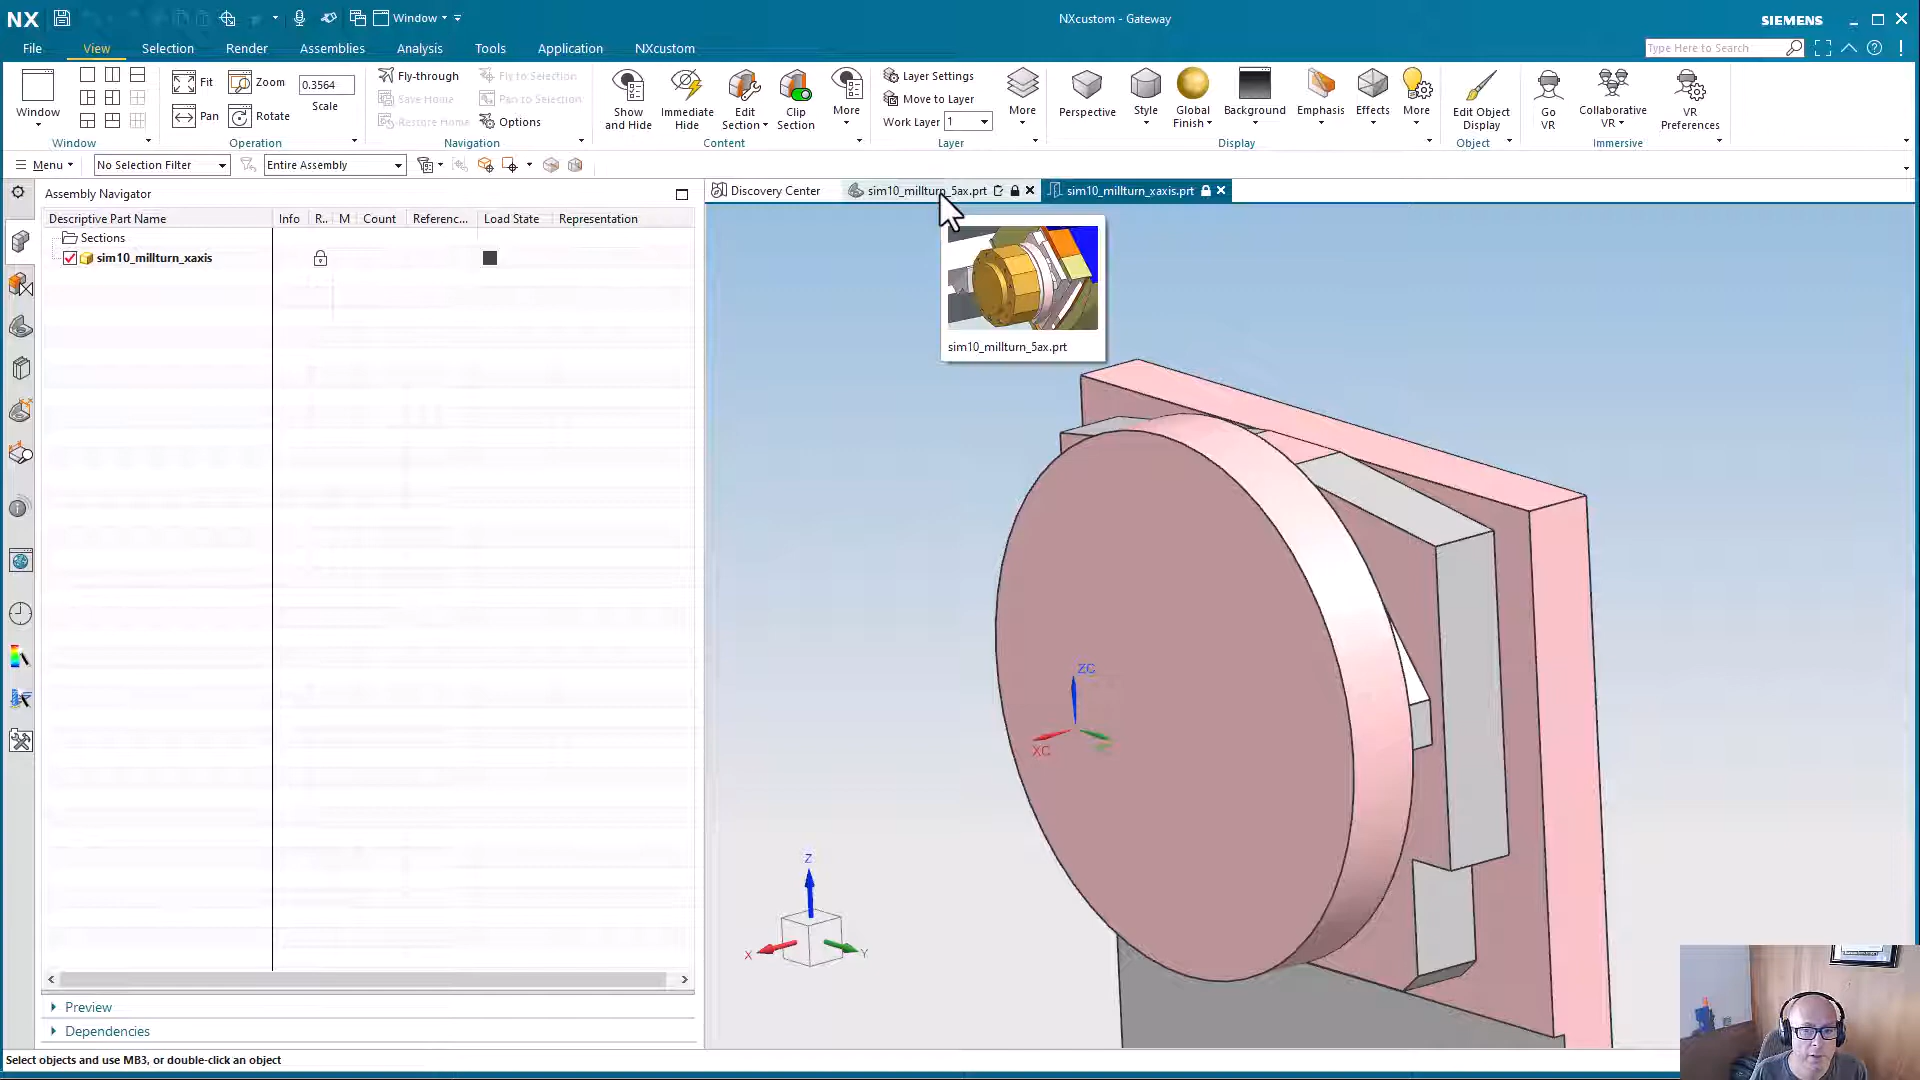 NX Window NXcustom - Gateway SIEMENS
File View Selection Render Assemblies Analysis Tools Application NXcustom Type Here to Search
Window
Fit Zoom 0.3564
Pan Rotate Scale
Fly-through Fly to Selection
Save Home Pan to Selection
Restore Home Options
Show and Hide
Immediate Hide
Edit Section
Clip Section
More
Layer Settings
Move to Layer
Work Layer 1
More
Perspective
Style
Global Finish
Background
Emphasis
Effects
More
Edit Object Display
Go VR
Collaborative VR
VR Preferences
Window Operation Navigation Content Layer Display Object Immersive
Menu No Selection Filter Entire Assembly
Assembly Navigator
Discovery Center sim10_millturn_5ax.prt sim10_millturn_xaxis.prt
Descriptive Part Name Info R.. M Count Referenc... Load State Representation
Sections
sim10_millturn_xaxis
sim10_millturn_5ax.prt
ZC
XC
Z
X
Y
Preview
Dependencies
Select objects and use MB3, or double-click an object